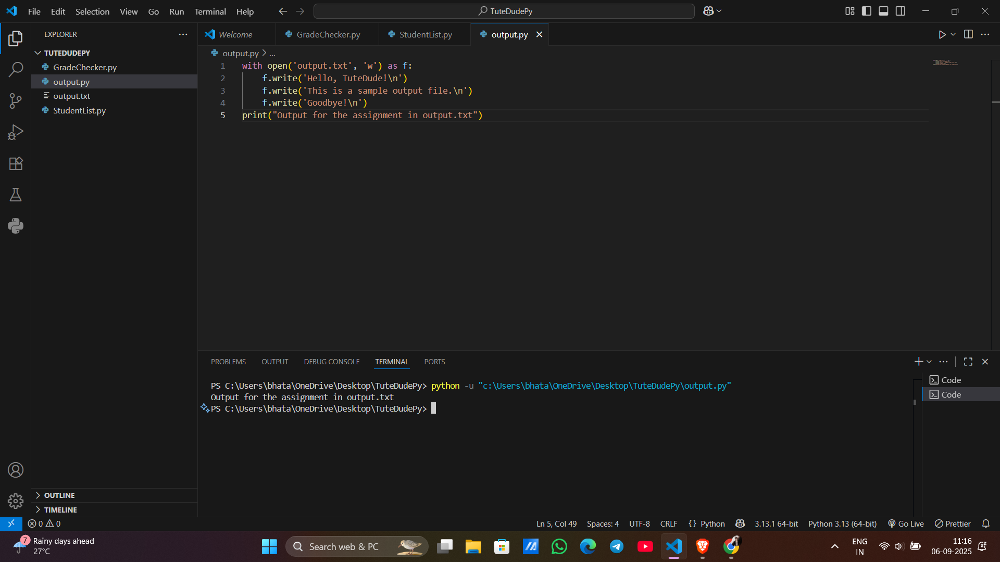 File Edit Selection View Go Run Terminal Help
TuteDudePy
EXPLORER
TUTEDUDEPY
GradeChecker.py
output.py
output.txt
StudentList.py
OUTLINE
TIMELINE
Welcome GradeChecker.py StudentList.py output.py
output.py > ...
1 with open('output.txt', 'w') as f:
2 f.write('Hello, TuteDude!\n')
3 f.write('This is a sample output file.\n')
4 f.write('Goodbye!\n')
5 print("Output for the assignment in output.txt")
PROBLEMS OUTPUT DEBUG CONSOLE TERMINAL PORTS
PS C:\Users\bhata\OneDrive\Desktop\TuteDudePy> python -u "c:\Users\bhata\OneDrive\Desktop\TuteDudePy\output.py"
Output for the assignment in output.txt
PS C:\Users\bhata\OneDrive\Desktop\TuteDudePy>
Code
Code
0 0 Ln 5, Col 49 Spaces: 4 UTF-8 CRLF {} Python 3.13.1 64-bit Python 3.13 (64-bit) Go Live Prettier
7
Rainy days ahead
27°C
Search web & PC
ENG
IN
11:16
06-09-2025